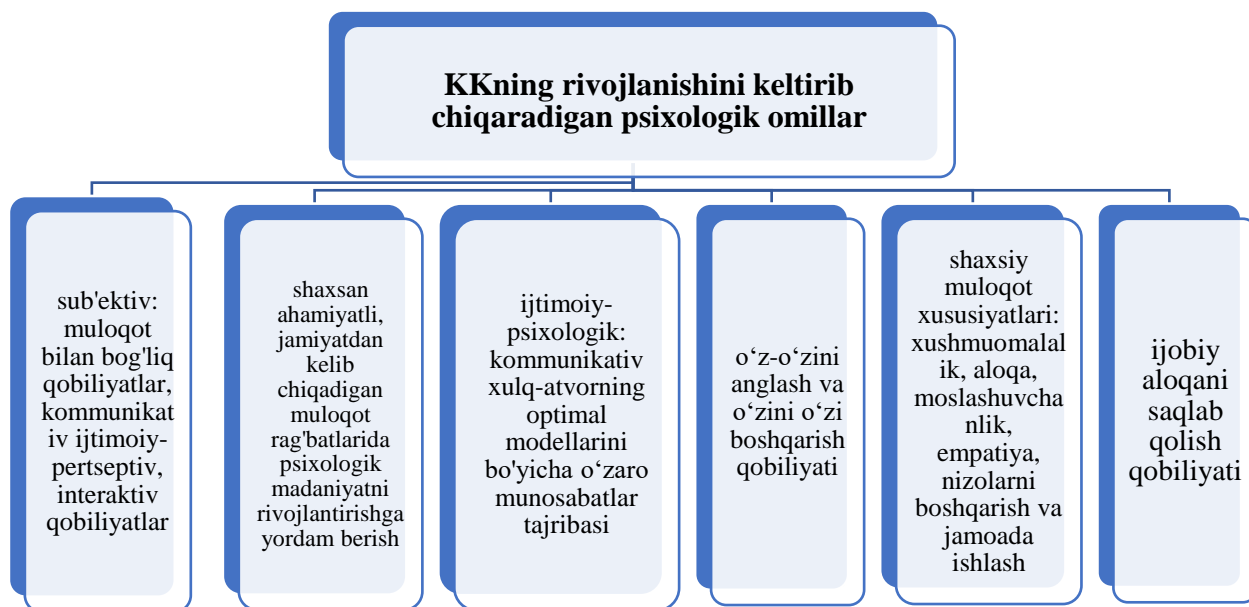 KKning rivojlanishini keltirib
chiqaradigan psixologik omillar
sub'ektiv:
muloqot
bilan bog'liq
qobiliyatlar,
kommunikat
iv ijtimoiy-
pertseptiv,
interaktiv
qobiliyatlar
shaxsan
ahamiyatli,
jamiyatdan
kelib
chiqadigan
muloqot
rag'batlarida
psixologik
madaniyatni
rivojlantirishga
yordam berish
ijtimoiy-
psixologik:
kommunikativ
xulq-atvorning
optimal
modellarini
bo'yicha o‘zaro
munosabatlar
tajribasi
o‘z-o‘zini
anglash va
o‘zini o‘zi
boshqarish
qobiliyati
shaxsiy
muloqot
xususiyatlari:
xushmuomalal
ik, aloqa,
moslashuvcha
nlik,
empatiya,
nizolarni
boshqarish va
jamoada
ishlash
ijobiy
aloqani
saqlab
qolish
qobiliyati